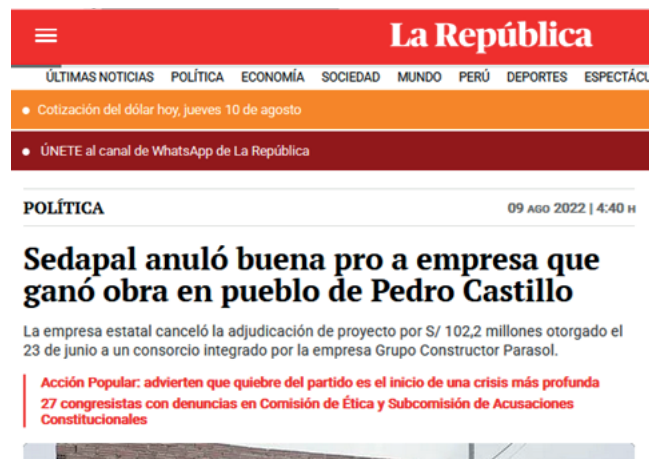 La República
ÚLTIMAS NOTICIAS POLÍTICA ECONOMÍA SOCIEDAD MUNDO PERÚ DEPORTES
Cotización del dólar hoy, jueves 10 de agosto
ÚNETE al canal de WhatsApp de La República
POLÍTICA 09 AGO 2022 | 4:40 H
Sedapal anuló buena pro a empresa que
ganó obra en pueblo de Pedro Castillo
La empresa estatal canceló la adjudicación de proyecto por S/ 102,2 millones otorgado el
23 de junio a un consorcio integrado por la empresa Grupo Constructor Parasol.
Acción Popular: advierten que quiebre del partido es el inicio de una crisis más profunda
27 congresistas con denuncias en Comisión de Ética y Subcomisión de Acusaciones
Constitucionales